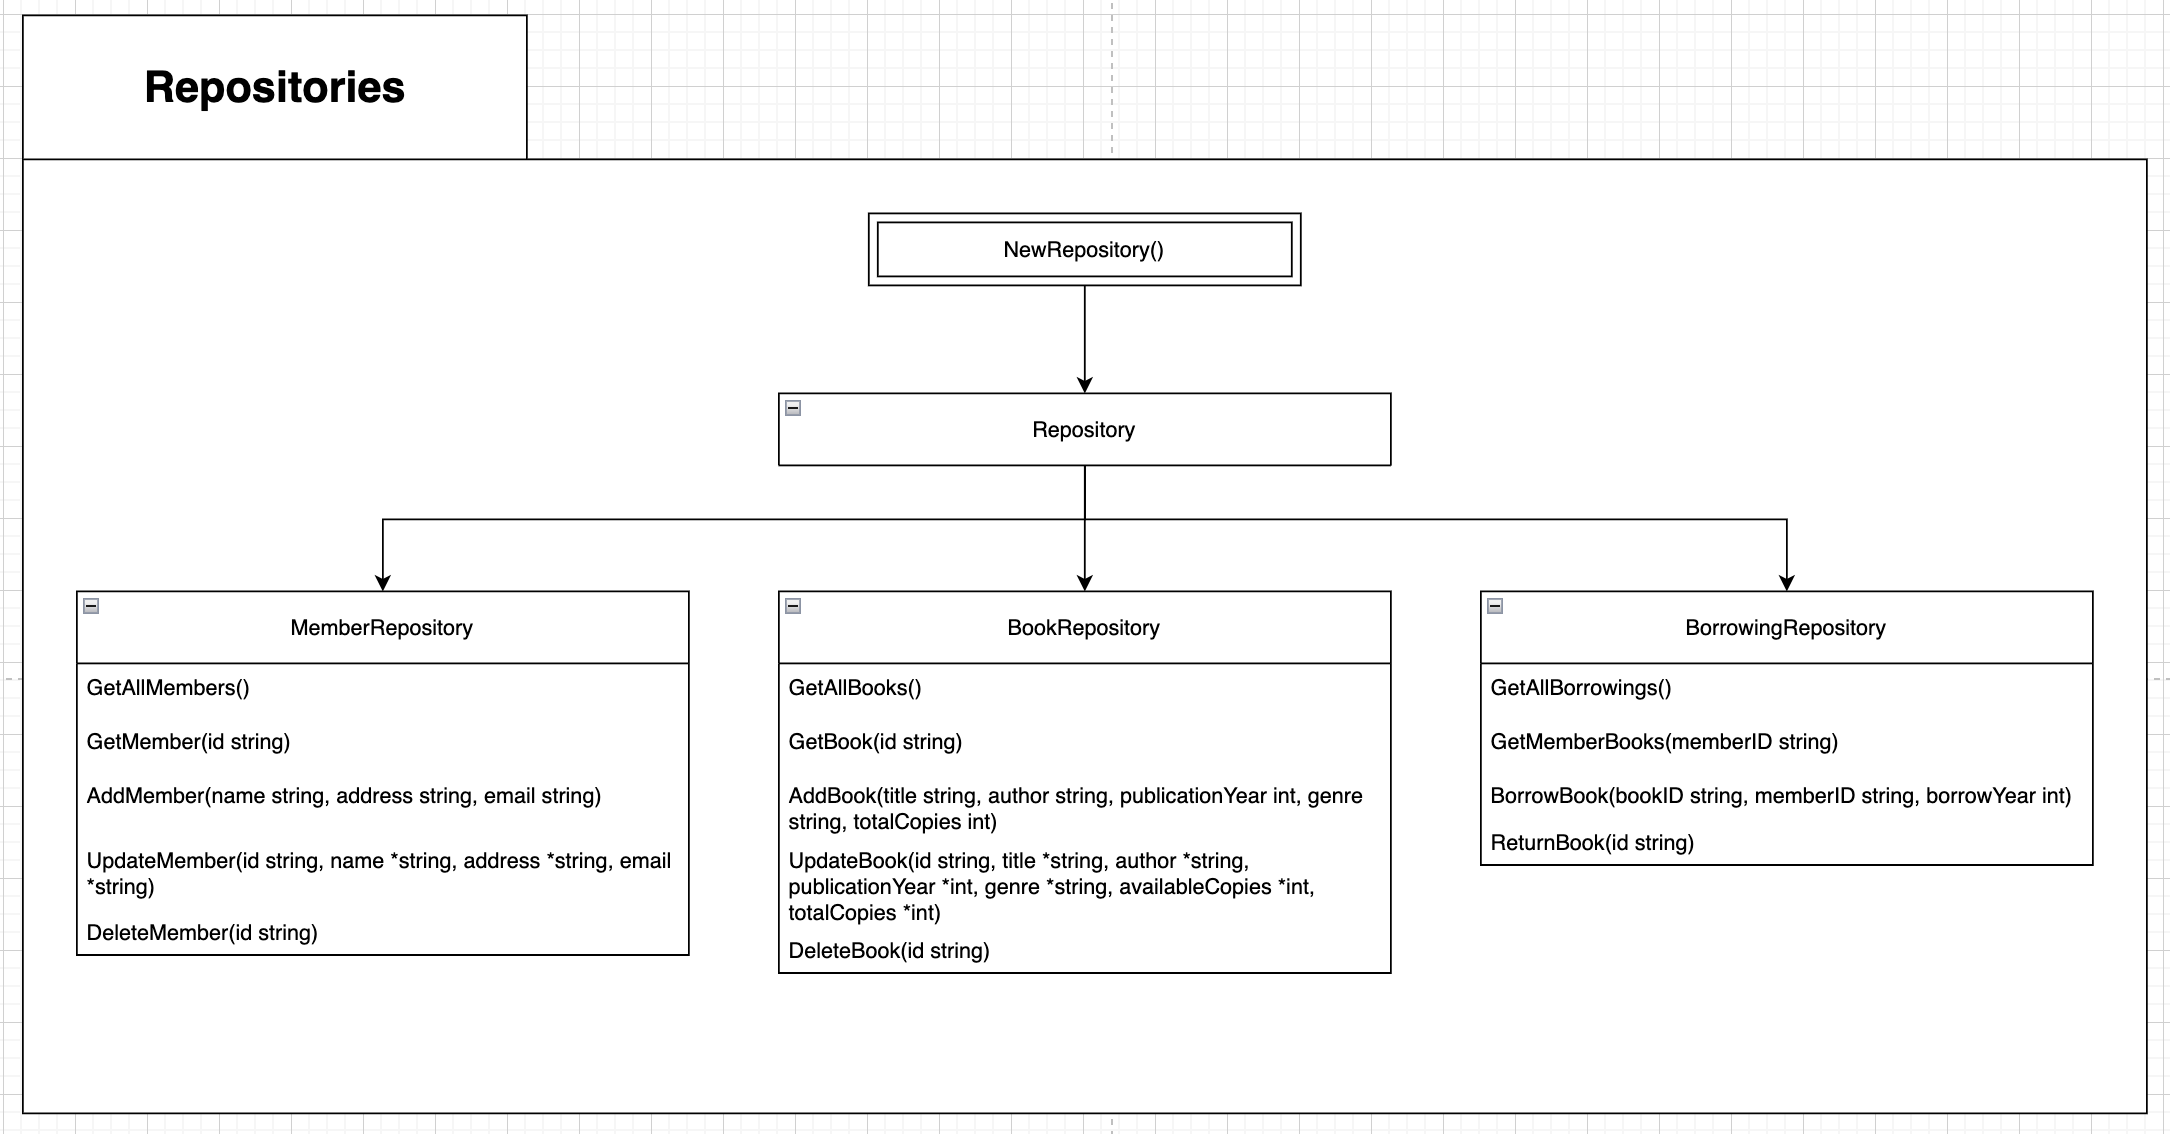 Repositories
NewRepository()
Repository
MemberRepository
GetAllMembers()
GetMember(id string)
AddMember(name string, address string, email string)
UpdateMember(id string, name *string, address *string, email
*string)
DeleteMember(id string)
BookRepository
GetAllBooks()
GetBook(id string)
AddBook(title string, author string, publicationYear int, genre
string, totalCopies int)
UpdateBook(id string, title *string, author *string,
publicationYear *int, genre *string, availableCopies *int,
totalCopies *int)
DeleteBook(id string)
BorrowingRepository
GetAllBorrowings()
GetMemberBooks(memberID string)
BorrowBook(bookID string, memberID string, borrowYear int)
ReturnBook(id string)